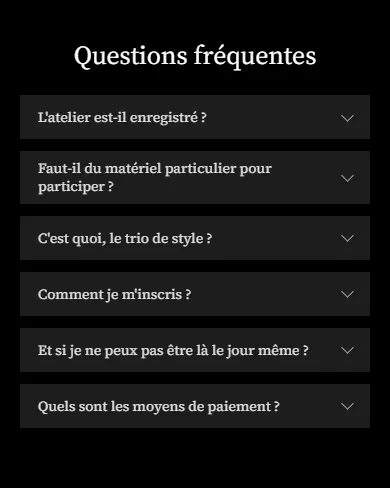 Questions fréquentes
L'atelier est-il enregistré ?
Faut-il du matériel particulier pour
participer ?
C'est quoi, le trio de style ?
Comment je m'inscris ?
Et si je ne peux pas être là le jour même ?
Quels sont les moyens de paiement ?